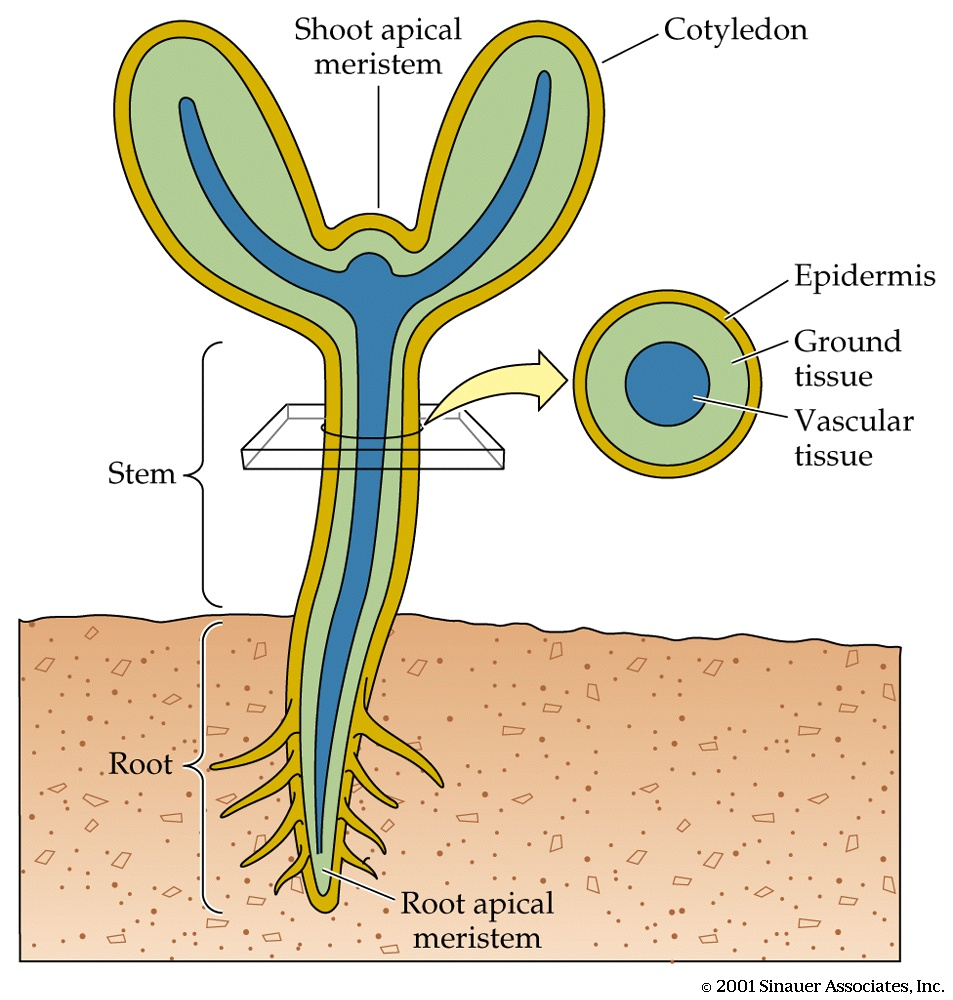 Shoot apical
meristem
Cotyledon
Epidermis
Ground
tissue
Vascular
tissue
Stem
Root
Root apical
meristem
© 2001 Sinauer Associates, Inc.